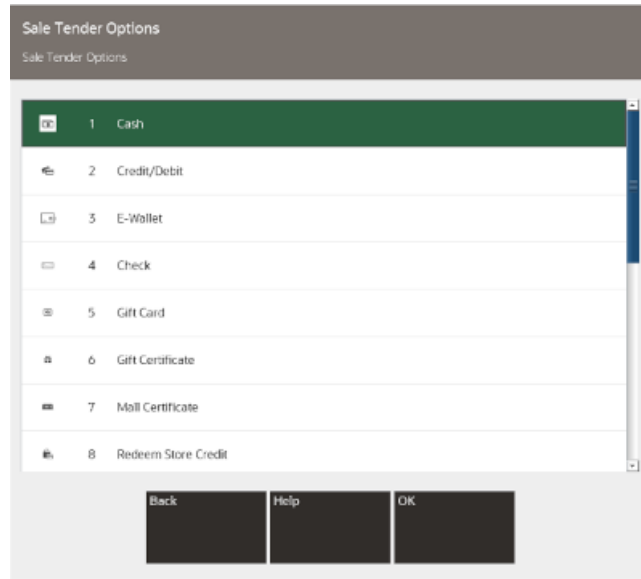 Sale Tender Options
Sale Tender Options
1 Cash
2 Credit/Debit
3 E-Wallet
4 Check
5 Gift Card
6 Gift Certificate
7 Mall Certificate
8 Redeem Store Credit
Back Help OK